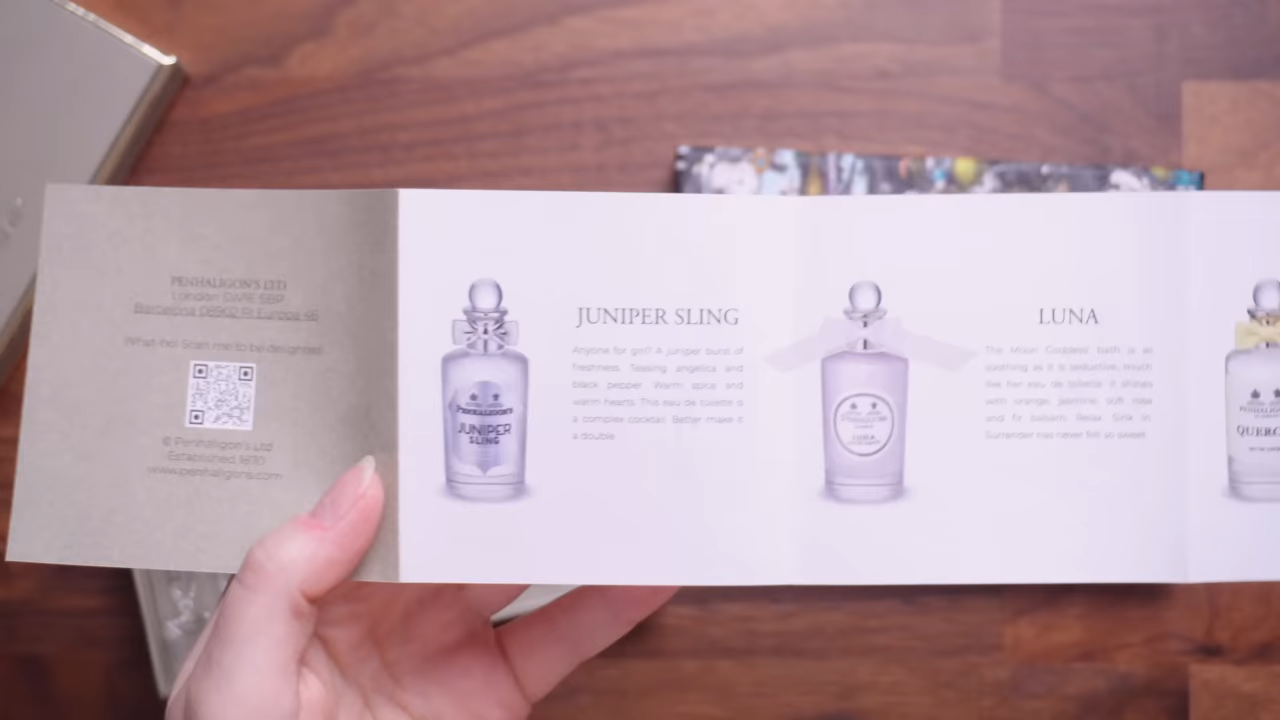 PENHALIGON'S LTD
London SW1E 5BP
Barcelona 08902 Pl. Europa 46
What-ho! Scan me to be delighted
© Penhaligon's Ltd
Established 1870
www.penhaligons.com
JUNIPER SLING
Anyone for gin? A juniper burst of
freshness. Teasing angelica and
black pepper. Warm spice and
warm hearts. This eau de toilette is
a complex cocktail. Better make it
a double.
PENHALIGON'S
JUNIPER
SLING
LUNA
The Moon Goddess' bath is as
soothing as it is seductive, much
like her eau de toilette. It shines
with orange, jasmine, soft rose
and fir balsam. Relax. Sink in.
Surrender has never felt so sweet.
PENHALIGON'S
LUNA